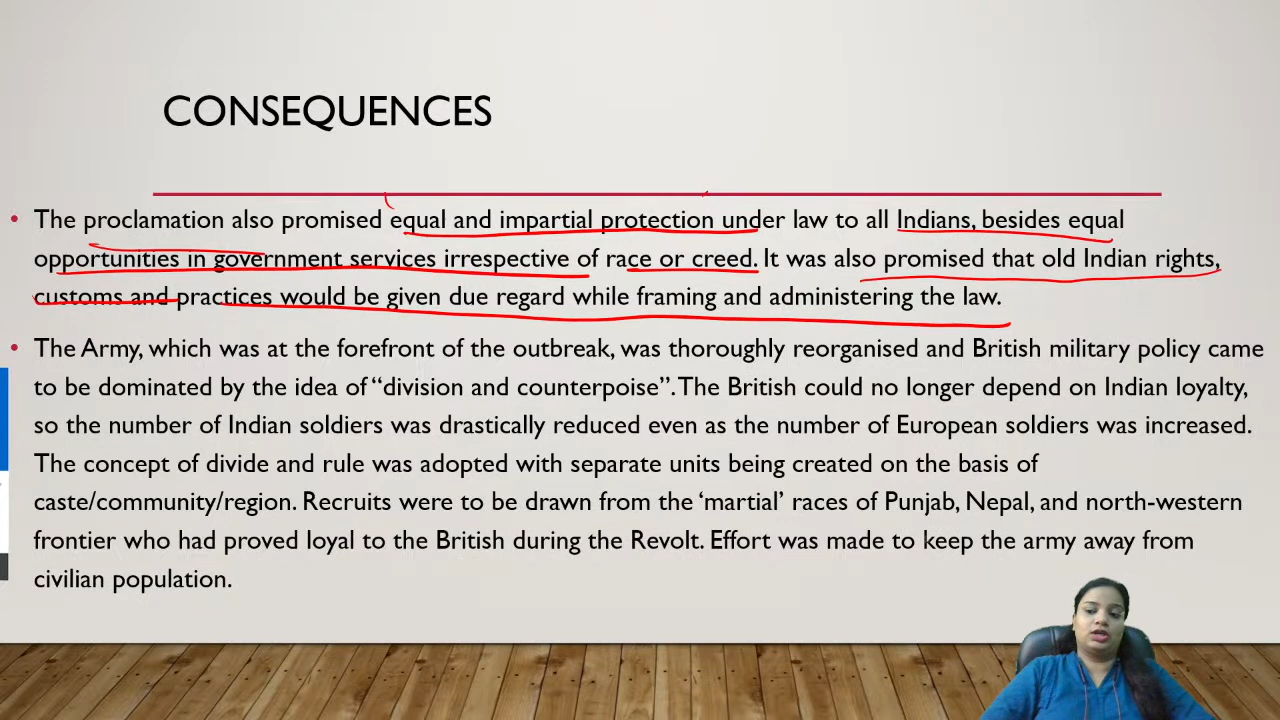 CONSEQUENCES
• The proclamation also promised equal and impartial protection under law to all Indians, besides equal
opportunities in government services irrespective of race or creed. It was also promised that old Indian rights,
customs and practices would be given due regard while framing and administering the law.
• The Army, which was at the forefront of the outbreak, was thoroughly reorganised and British military policy came
to be dominated by the idea of “division and counterpoise”. The British could no longer depend on Indian loyalty,
so the number of Indian soldiers was drastically reduced even as the number of European soldiers was increased.
The concept of divide and rule was adopted with separate units being created on the basis of
caste/community/region. Recruits were to be drawn from the ‘martial’ races of Punjab, Nepal, and north-western
frontier who had proved loyal to the British during the Revolt. Effort was made to keep the army away from
civilian population.